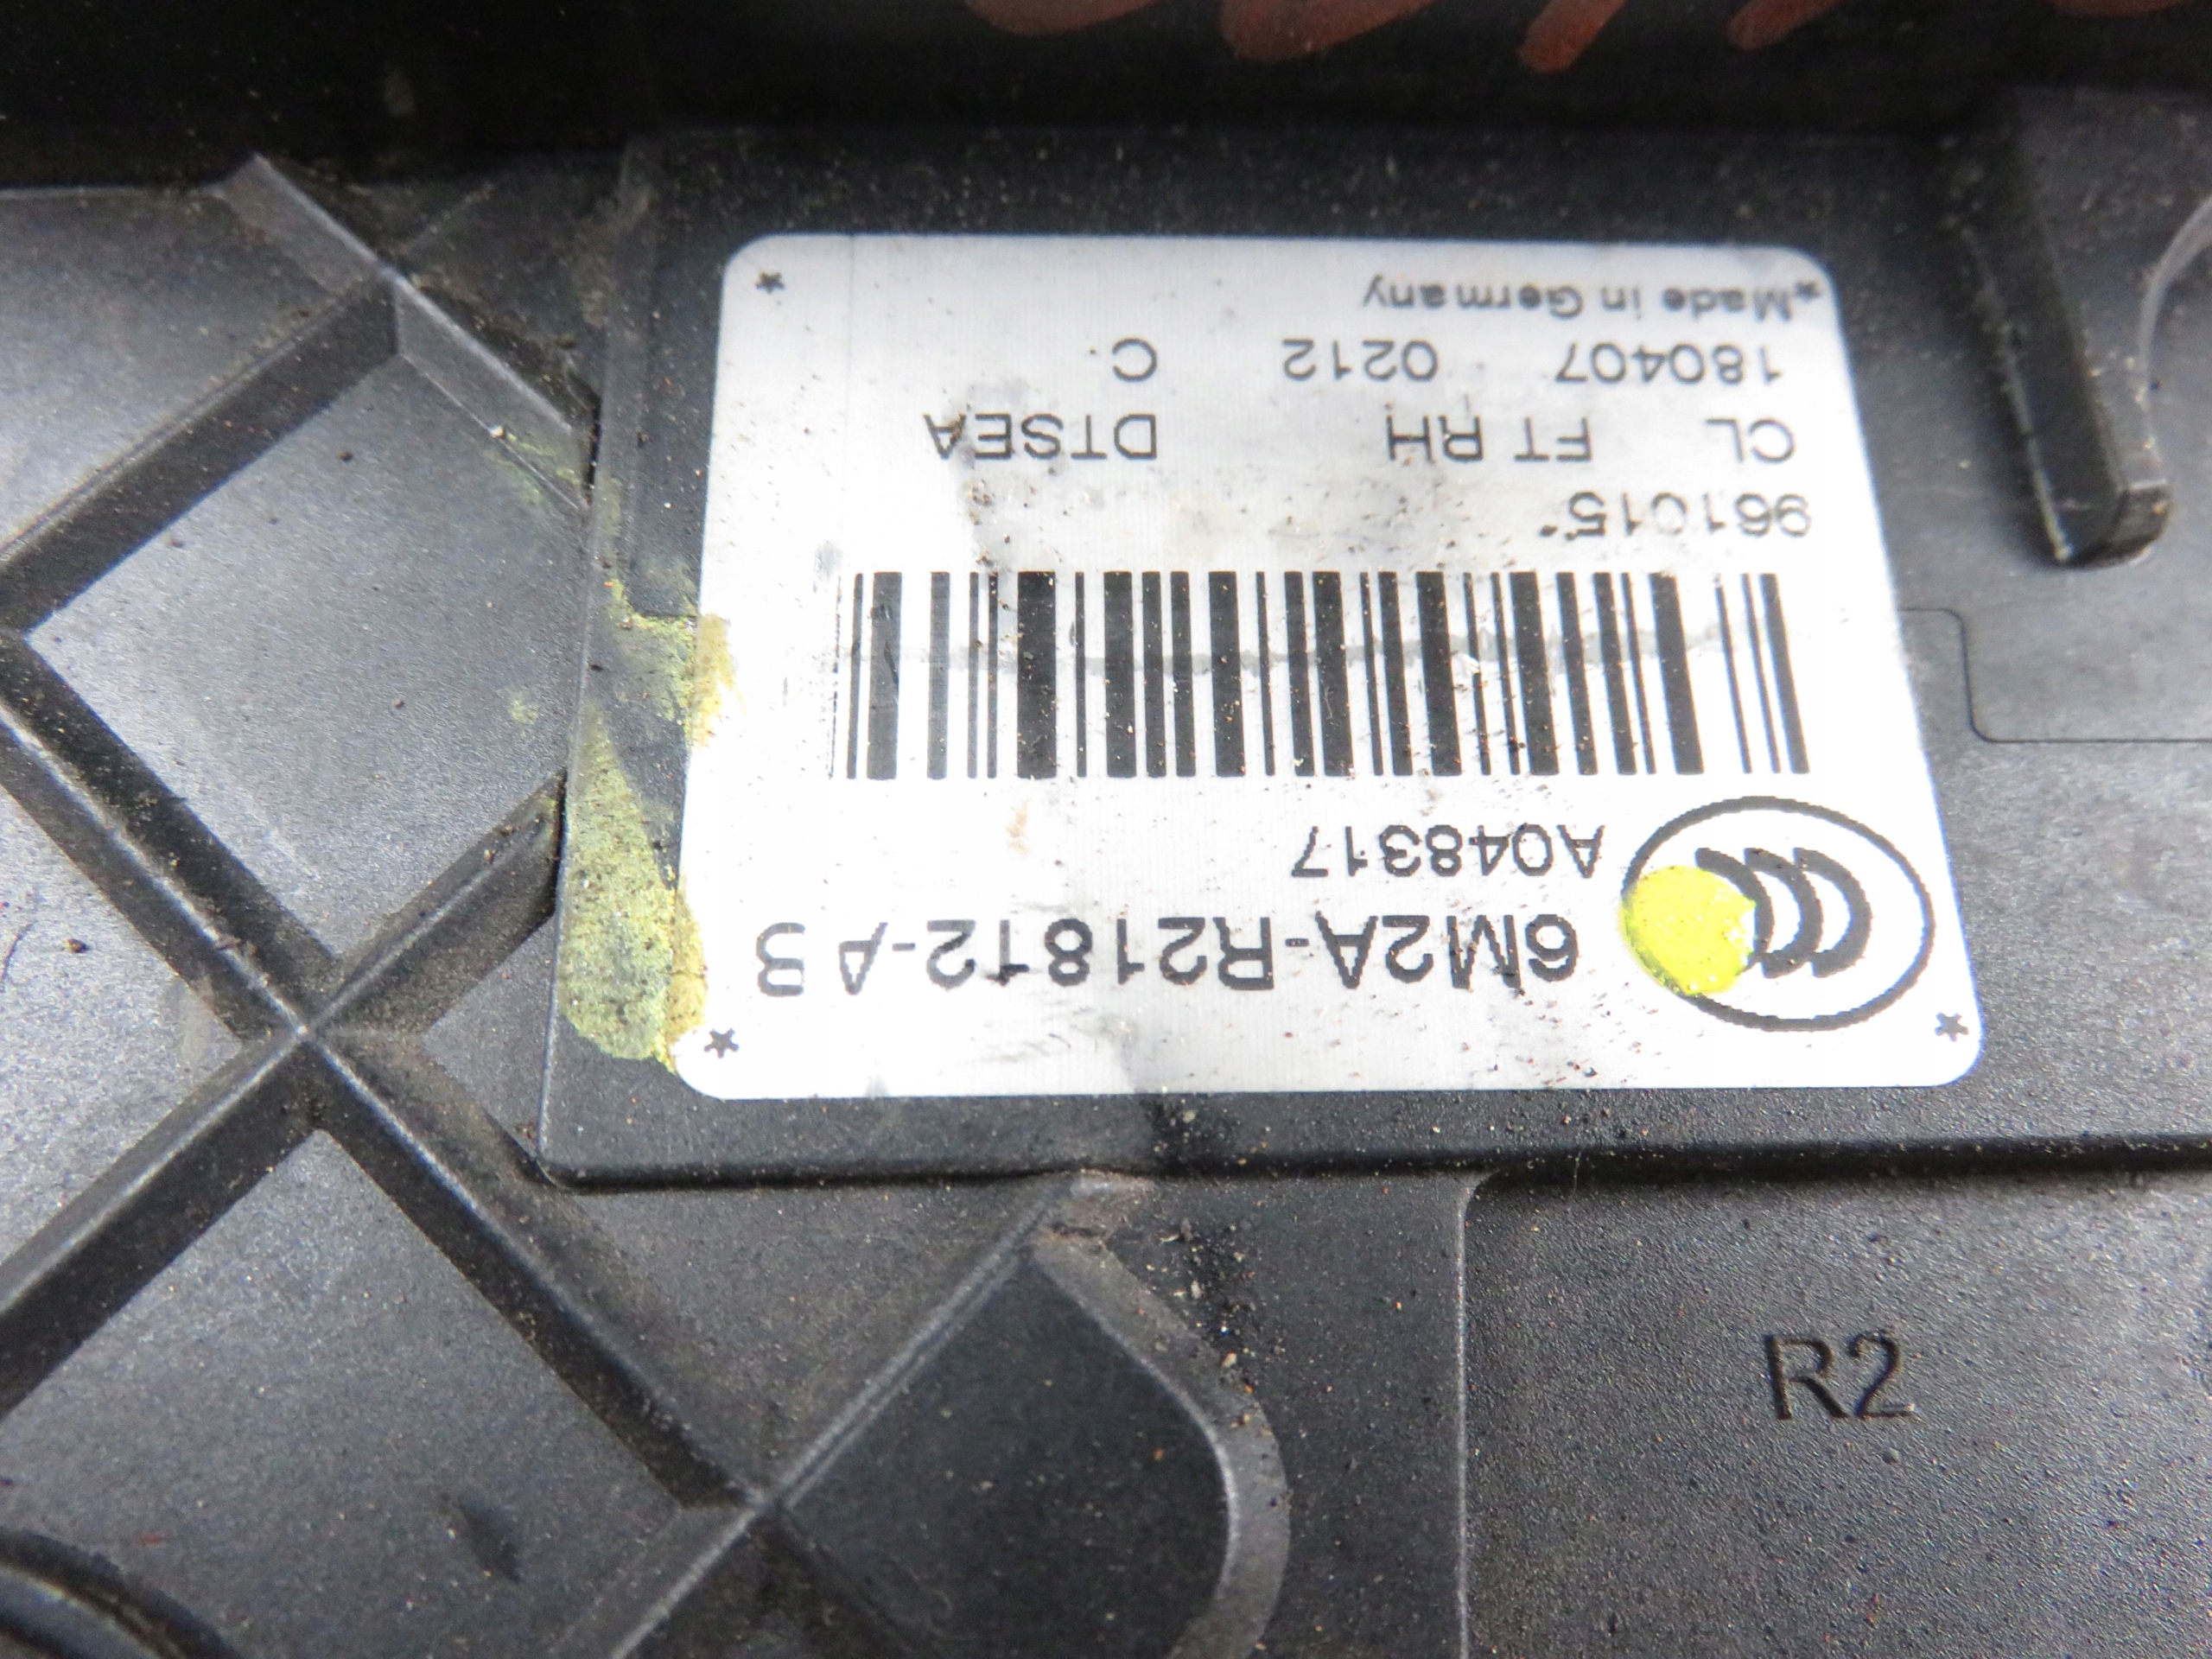 6M2A-R21812-AB
A048317
961015*
CL FT RH DTSEA
180407 0212 C
*Made in Germany
R2